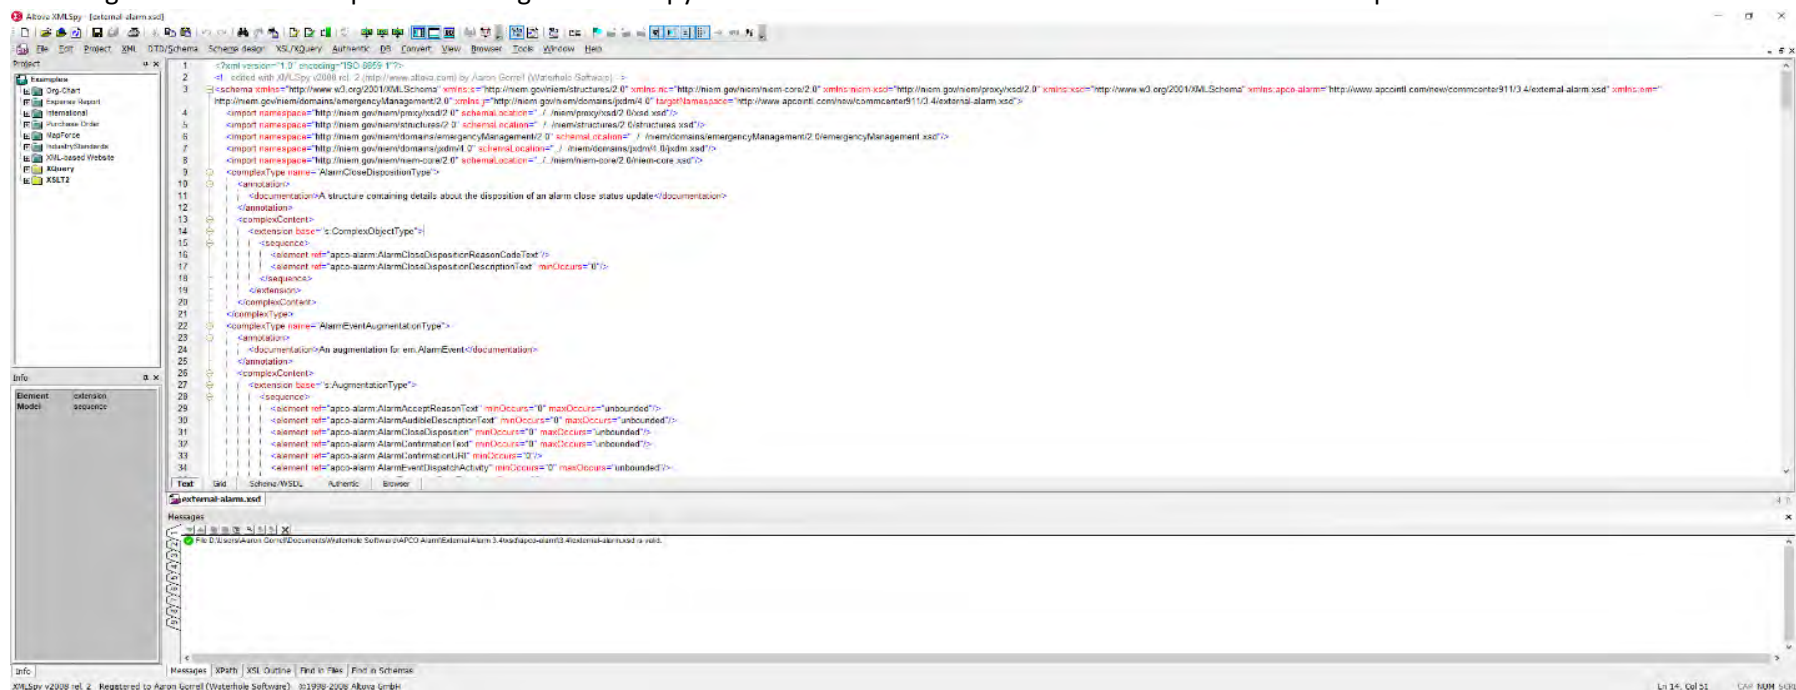 Altova XMLSpy - [external-alarm.xsd]
File Edit Project XML DTD/Schema Schema design XSL/XQuery Authentic DB Convert View Browser Tools Window Help
Project
Examples
Org-Chart
Expense Report
International
Purchase Order
MapForce
IndustryStandards
XML-based Website
XQuery
XSLT2
1 <?xml version="1.0" encoding="ISO-8859-1"?>
2 <!-- edited with XMLSpy v2008 rel. 2 (http://www.altova.com) by Aaron Gorrell (Waterhole Software) -->
3 <schema xmlns="http://www.w3.org/2001/XMLSchema" xmlns:s="http://niem.gov/niem/structures/2.0" xmlns:nc="http://niem.gov/niem/niem-core/2.0" xmlns:niem-xsd="http://niem.gov/niem/proxy/xsd/2.0" xmlns:xsd="http://www.w3.org/2001/XMLSchema" xmlns:apco-alarm="http://www.apcointl.com/new/commcenter911/3.4/external-alarm.xsd" xmlns:em="
http://niem.gov/niem/domains/emergencyManagement/2.0" xmlns:j="http://niem.gov/niem/domains/jxdm/4.0" targetNamespace="http://www.apcointl.com/new/commcenter911/3.4/external-alarm.xsd">
4 <import namespace="http://niem.gov/niem/proxy/xsd/2.0" schemaLocation="../../niem/proxy/xsd/2.0/xsd.xsd"/>
5 <import namespace="http://niem.gov/niem/structures/2.0" schemaLocation="../../niem/structures/2.0/structures.xsd"/>
6 <import namespace="http://niem.gov/niem/domains/emergencyManagement/2.0" schemaLocation="../../niem/domains/emergencyManagement/2.0/emergencyManagement.xsd"/>
7 <import namespace="http://niem.gov/niem/domains/jxdm/4.0" schemaLocation="../../niem/domains/jxdm/4.0/jxdm.xsd"/>
8 <import namespace="http://niem.gov/niem/niem-core/2.0" schemaLocation="../../niem/niem-core/2.0/niem-core.xsd"/>
9 <complexType name="AlarmCloseDispositionType">
10 <annotation>
11 <documentation>A structure containing details about the disposition of an alarm close status update</documentation>
12 </annotation>
13 <complexContent>
14 <extension base="s:ComplexObjectType">
15 <sequence>
16 <element ref="apco-alarm:AlarmCloseDispositionReasonCodeText"/>
17 <element ref="apco-alarm:AlarmCloseDispositionDescriptionText" minOccurs="0"/>
18 </sequence>
19 </extension>
20 </complexContent>
21 </complexType>
22 <complexType name="AlarmEventAugmentationType">
23 <annotation>
24 <documentation>An augmentation for em:AlarmEvent</documentation>
25 </annotation>
26 <complexContent>
27 <extension base="s:AugmentationType">
28 <sequence>
29 <element ref="apco-alarm:AlarmAcceptReasonText" minOccurs="0" maxOccurs="unbounded"/>
30 <element ref="apco-alarm:AlarmAudibleDescriptionText" minOccurs="0" maxOccurs="unbounded"/>
31 <element ref="apco-alarm:AlarmCloseDisposition" minOccurs="0" maxOccurs="unbounded"/>
32 <element ref="apco-alarm:AlarmConfirmationText" minOccurs="0" maxOccurs="unbounded"/>
33 <element ref="apco-alarm:AlarmConfirmationURI" minOccurs="0"/>
34 <element ref="apco-alarm:AlarmEventDispatchActivity" minOccurs="0" maxOccurs="unbounded"/>
Info
Element extension
Model sequence
Text Grid Schema/WSDL Authentic Browser
external-alarm.xsd
Messages
File D:\Users\Aaron Gorrell\Documents\Waterhole Software\APCO Alarm\External Alarm 3.4\xsd\apco-alarm\3.4\external-alarm.xsd is valid.
Info
Messages XPath XSL Outline Find in Files Find in Schemas
XMLSpy v2008 rel. 2 Registered to Aaron Gorrell (Waterhole Software) ©1998-2008 Altova GmbH
Ln 14, Col 51 CAP NUM SCRL